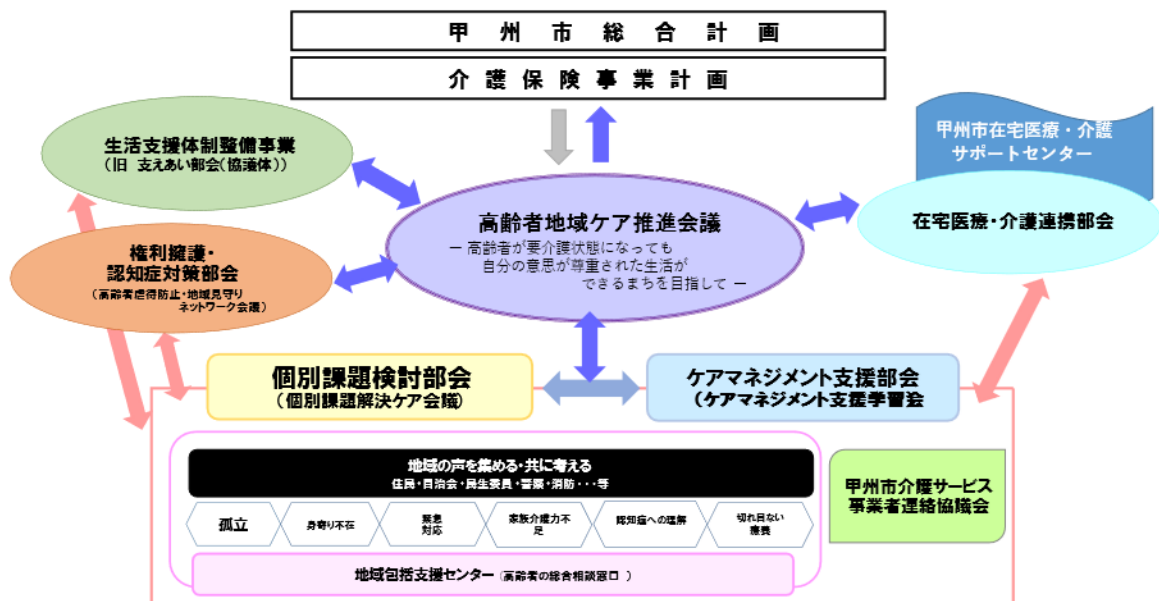 甲州市総合計画
介護保険事業計画
生活支援体制整備事業
（旧 支えあい部会（協議体））
甲州市在宅医療・介護
サポートセンター
高齢者地域ケア推進会議
― 高齢者が要介護状態になっても
自分の意思が尊重された生活が
できるまちを目指して ―
在宅医療・介護連携部会
権利擁護・
認知症対策部会
（高齢者虐待防止・地域見守り
ネットワーク会議）
個別課題検討部会
（個別課題解決ケア会議）
ケアマネジメント支援部会
（ケアマネジメント支援学習会
地域の声を集める・共に考える
住民・自治会・民生委員・警察・消防・・・等
孤立
身寄り不在
緊急
対応
家族介護力不
足
認知症への理解
切れ目ない
療養
甲州市介護サービス
事業者連絡協議会
地域包括支援センター（高齢者の総合相談窓口 ）